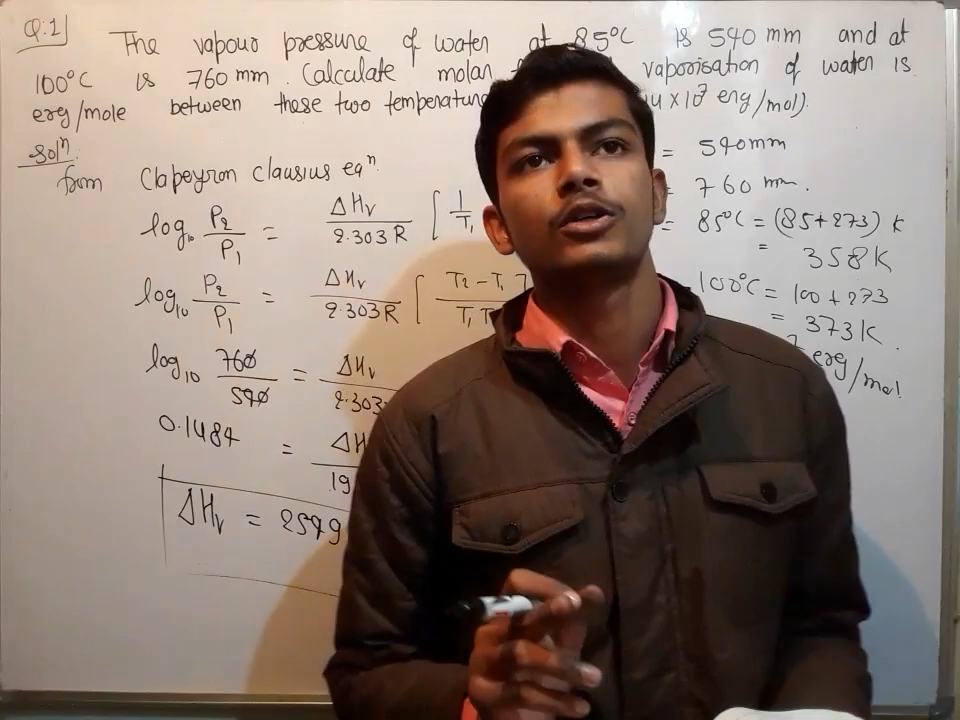 Q:1
The vapour pressure of water at 85°C is 540 mm and at
100°C is 760 mm. Calculate molar vaporisation of water is
erg/mole between these two temperature x 10⁷ erg/mol).
Solⁿ:
from Clapeyron clausius eqⁿ.
log₁₀ P₂/P₁ = ΔHv/2.303R [ 1/T₁
log₁₀ P₂/P₁ = ΔHv/2.303R [ T₂-T₁/T₁T
log₁₀ 760/540 = ΔHv/2.303
0.1484 = ΔH/19
ΔHv = 2549
= 540mm
= 760 mm.
= 85°C = (85+273) K
= 358K
100°C = 100+273
= 373K.
erg/mol